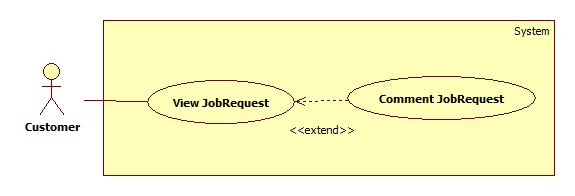 System
View JobRequest
Comment JobRequest
Customer
<<extend>>